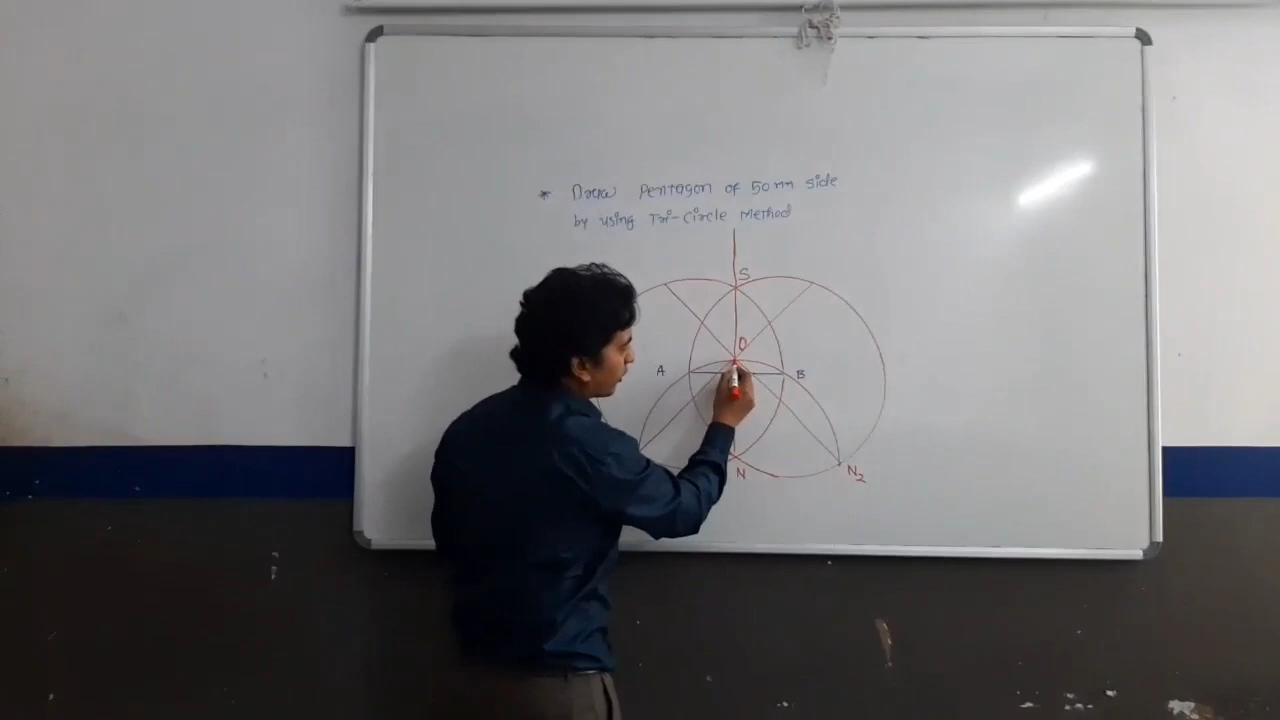 * Draw Pentagon of 50mm side
by using Tri-Circle Method
S
O
A
B
N
N2